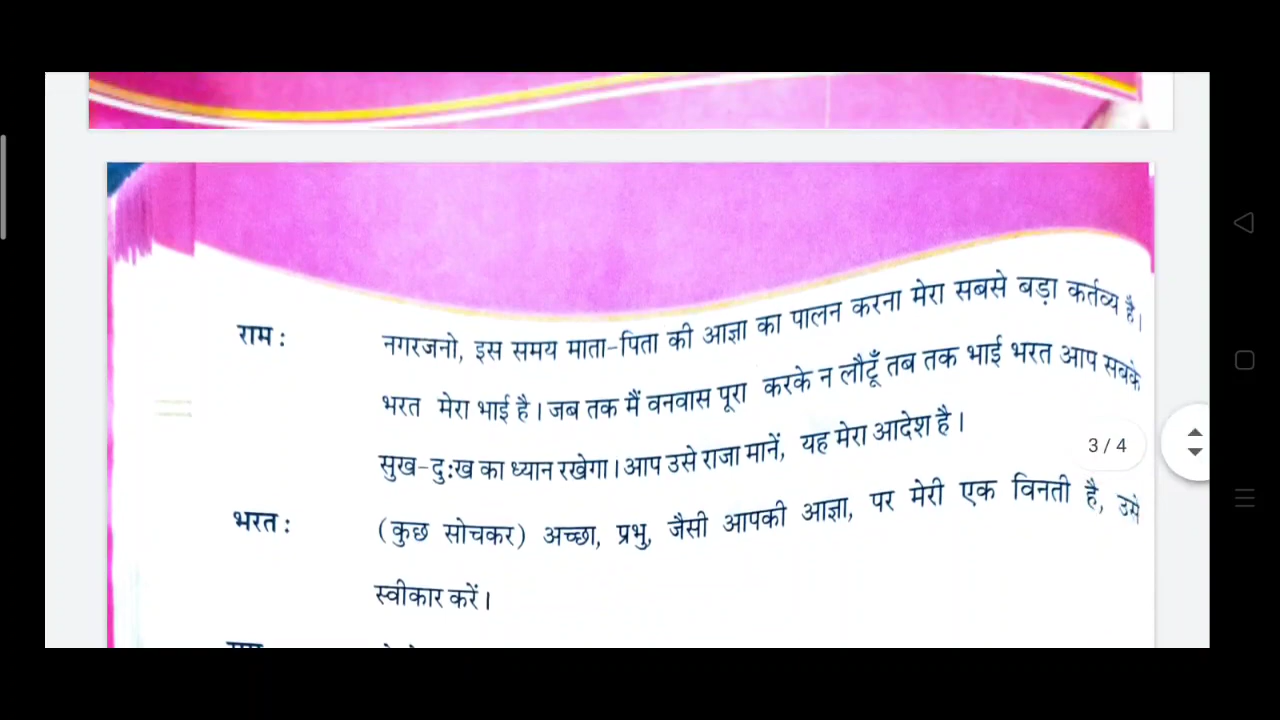 राम : नगरजनो, इस समय माता-पिता की आज्ञा का पालन करना मेरा सबसे बड़ा कर्तव्य है।
भरत मेरा भाई है। जब तक मैं वनवास पूरा करके न लौटूँ तब तक भाई भरत आप सबके
सुख-दुःख का ध्यान रखेगा। आप उसे राजा मानें, यह मेरा आदेश है।
3/4
भरत : (कुछ सोचकर) अच्छा, प्रभु, जैसी आपकी आज्ञा, पर मेरी एक विनती है, उसे
स्वीकार करें।